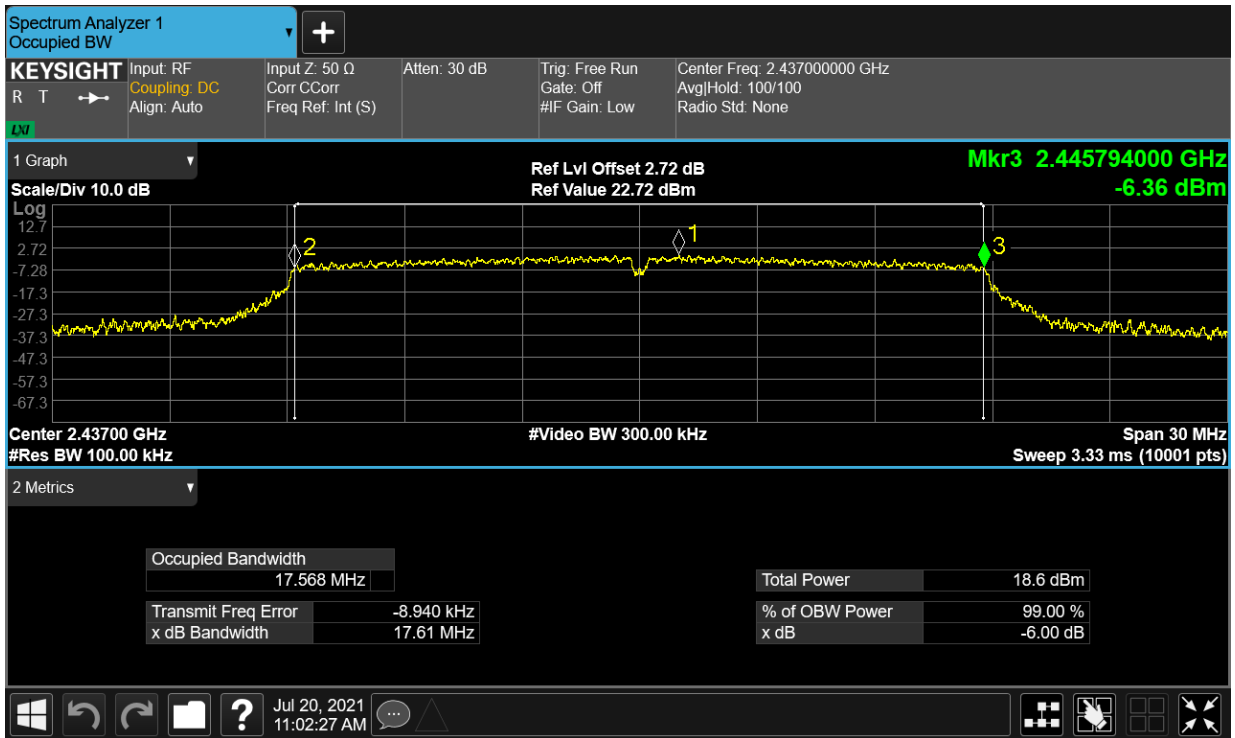 Spectrum Analyzer 1
Occupied BW
KEYSIGHT
R T
LXI
Input: RF
Coupling: DC
Align: Auto
Input Z: 50 Ω
Corr CCorr
Freq Ref: Int (S)
Atten: 30 dB
Trig: Free Run
Gate: Off
#IF Gain: Low
Center Freq: 2.437000000 GHz
Avg|Hold: 100/100
Radio Std: None
1 Graph
Scale/Div 10.0 dB
Ref Lvl Offset 2.72 dB
Ref Value 22.72 dBm
Mkr3 2.445794000 GHz
-6.36 dBm
Log
12.7
2.72
-7.28
-17.3
-27.3
-37.3
-47.3
-57.3
-67.3
2
1
3
Center 2.43700 GHz
#Video BW 300.00 kHz
Span 30 MHz
#Res BW 100.00 kHz
Sweep 3.33 ms (10001 pts)
2 Metrics
Occupied Bandwidth
17.568 MHz
Transmit Freq Error -8.940 kHz
x dB Bandwidth 17.61 MHz
Total Power 18.6 dBm
% of OBW Power 99.00 %
x dB -6.00 dB
?
Jul 20, 2021
11:02:27 AM